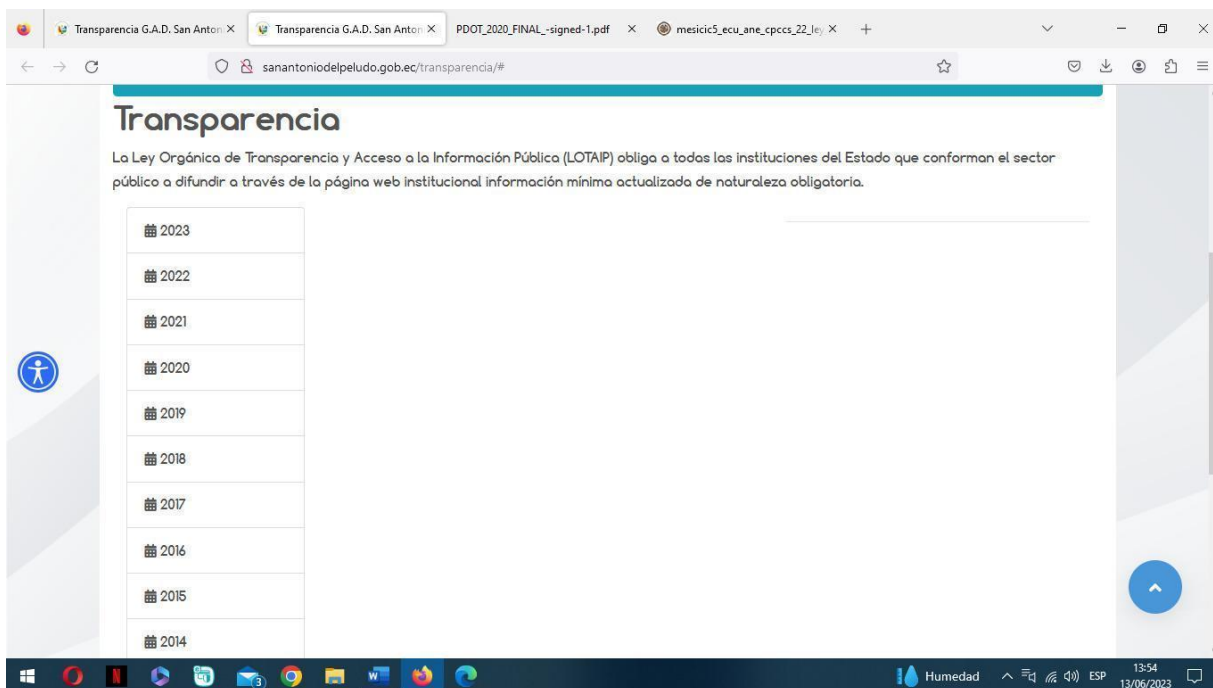 Transparencia G.A.D. San Anton
Transparencia G.A.D. San Anton
PDOT_2020_FINAL_-signed-1.pdf
mesicic5_ecu_ane_cpccs_22_ley
sanantoniodelpeludo.gob.ec/transparencia/#
Transparencia
La Ley Orgánica de Transparencia y Acceso a la Información Pública (LOTAIP) obliga a todas las instituciones del Estado que conforman el sector
público a difundir a través de la página web institucional información mínima actualizada de naturaleza obligatoria.
2023
2022
2021
2020
2019
2018
2017
2016
2015
2014
N
3
W
Humedad
ESP
13:54
13/06/2023